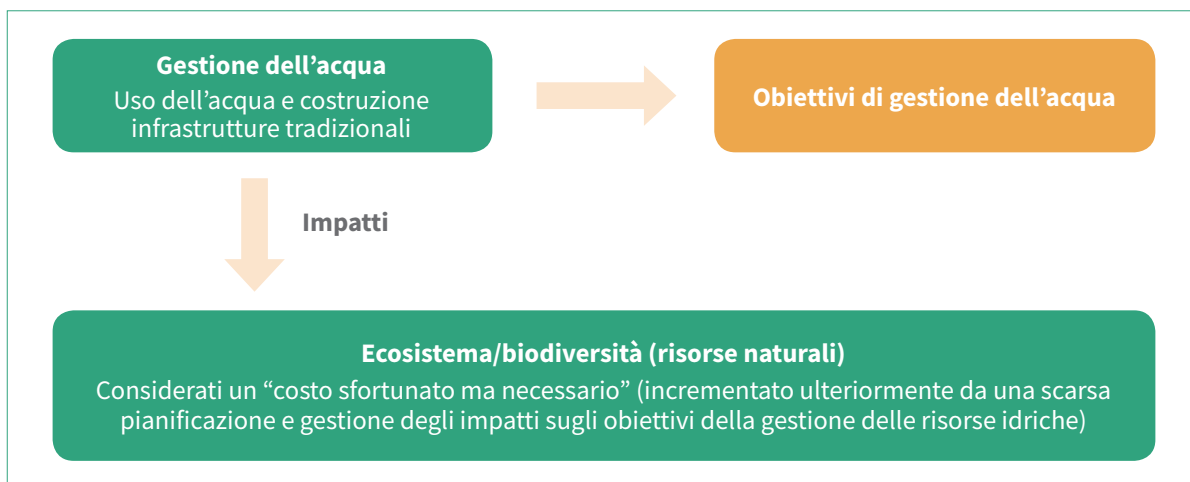 Gestione dell’acqua
Uso dell’acqua e costruzione
infrastrutture tradizionali
Obiettivi di gestione dell’acqua
Impatti
Ecosistema/biodiversità (risorse naturali)
Considerati un “costo sfortunato ma necessario” (incrementato ulteriormente da una scarsa
pianificazione e gestione degli impatti sugli obiettivi della gestione delle risorse idriche)